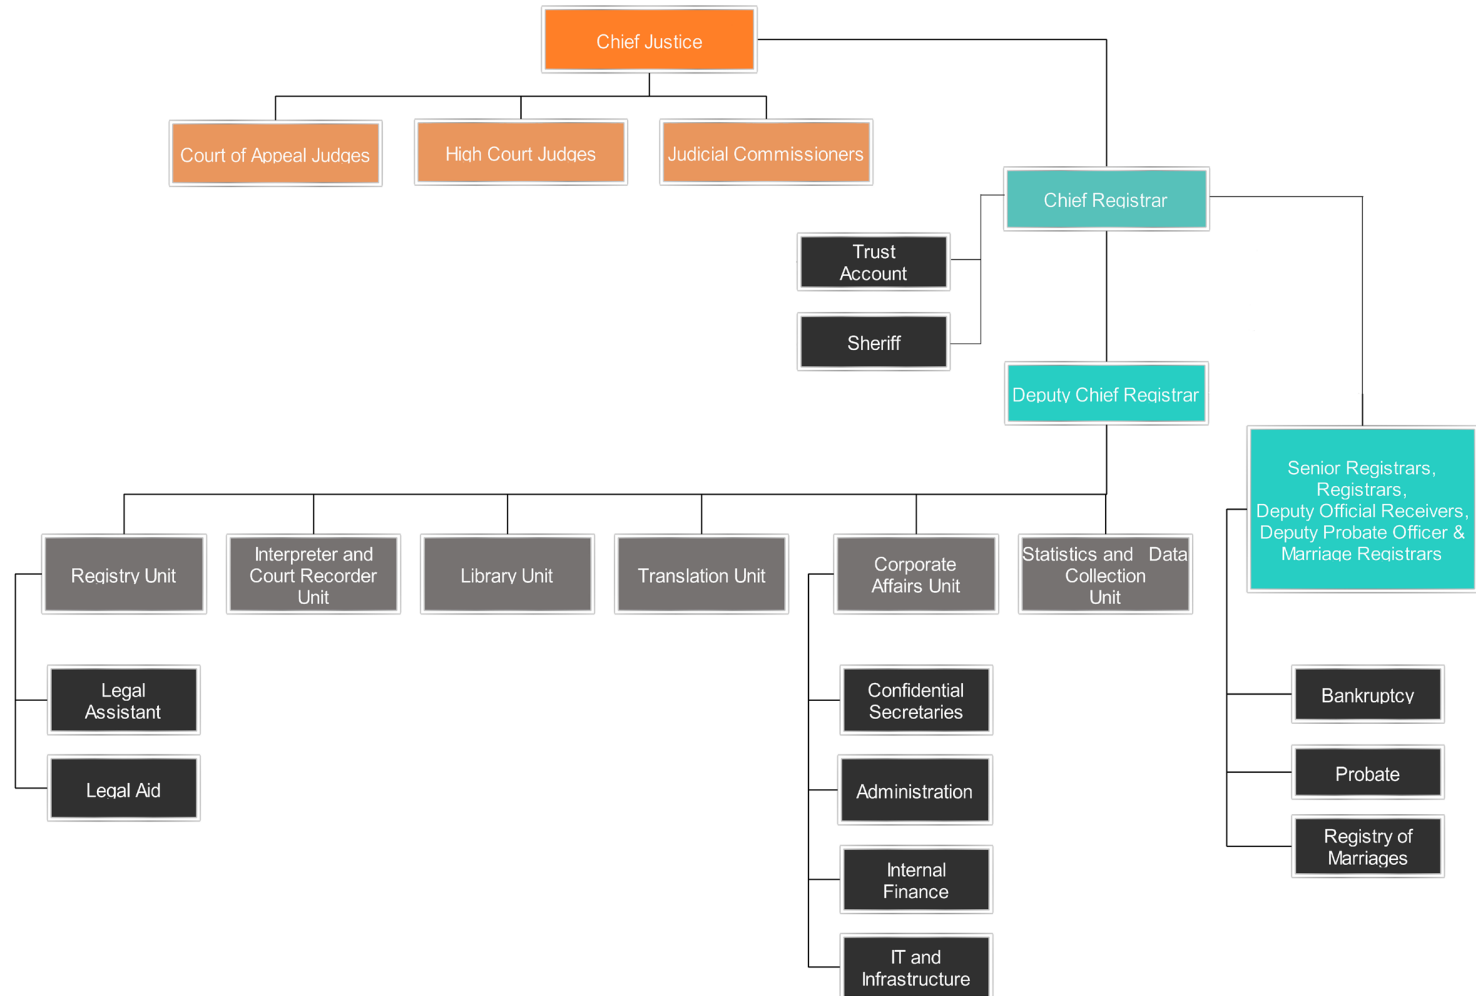 Chief Justice
Court of Appeal Judges
High Court Judges
Judicial Commissioners
Chief Registrar
Trust
Account
Sheriff
Deputy Chief Registrar
Senior Registrars,
Registrars,
Deputy Official Receivers,
Deputy Probate Officer &
Marriage Registrars
Registry Unit
Interpreter and
Court Recorder
Unit
Library Unit
Translation Unit
Corporate
Affairs Unit
Statistics and Data
Collection
Unit
Legal
Assistant
Legal Aid
Confidential
Secretaries
Administration
Internal
Finance
IT and
Infrastructure
Bankruptcy
Probate
Registry of
Marriages